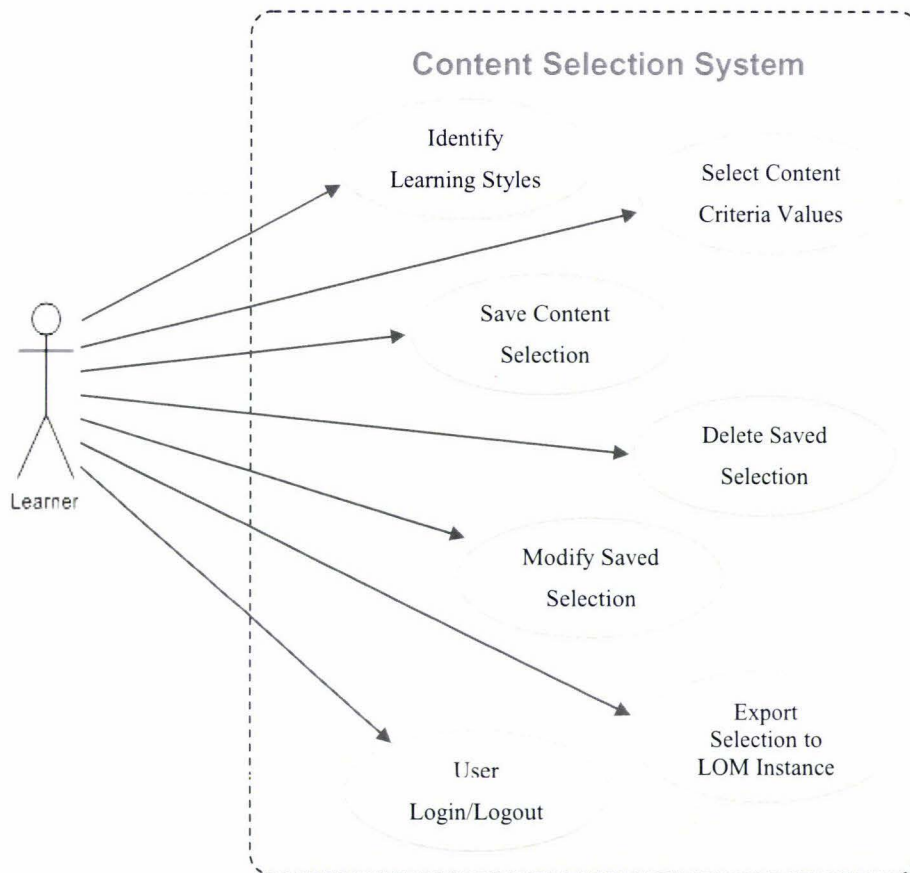 Content Selection System
Identify
Learning Styles
Select Content
Criteria Values
Save Content
Selection
Delete Saved
Selection
Learner
Modify Saved
Selection
Export
Selection to
LOM Instance
User
Login/Logout